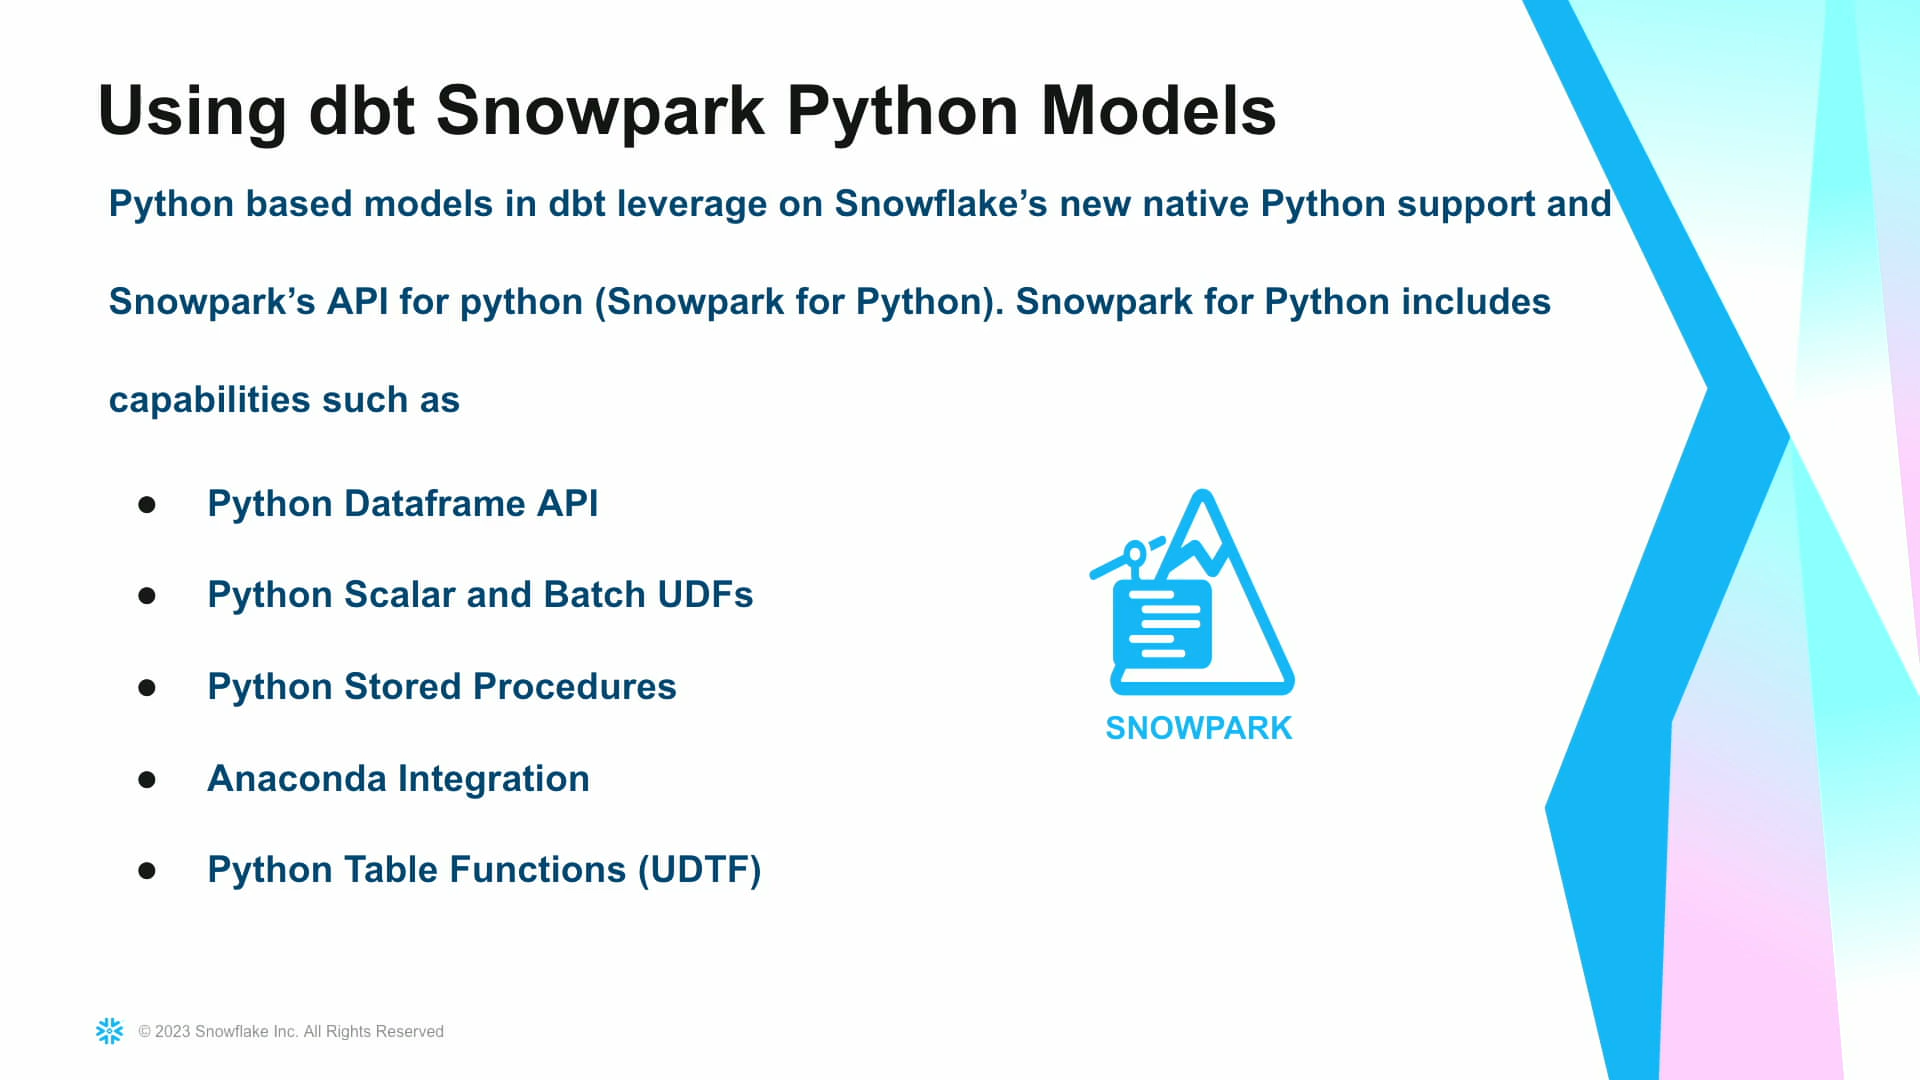 Using dbt Snowpark Python Models
Python based models in dbt leverage on Snowflake’s new native Python support and
Snowpark’s API for python (Snowpark for Python). Snowpark for Python includes
capabilities such as
● Python Dataframe API
● Python Scalar and Batch UDFs
● Python Stored Procedures
● Anaconda Integration
● Python Table Functions (UDTF)
SNOWPARK
© 2023 Snowflake Inc. All Rights Reserved